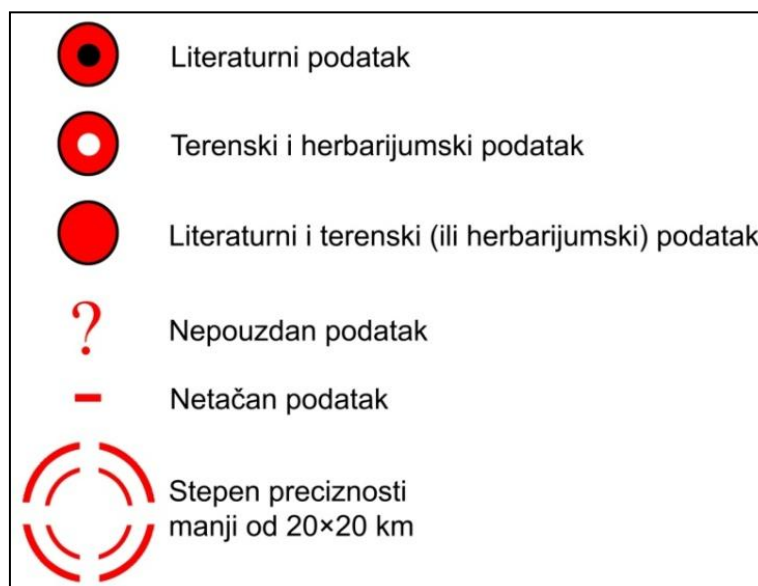 Literaturni podatak
Terenski i herbarijumski podatak
Literaturni i terenski (ili herbarijumski) podatak
? Nepouzdan podatak
- Netačan podatak
Stepen preciznosti
manji od 20×20 km